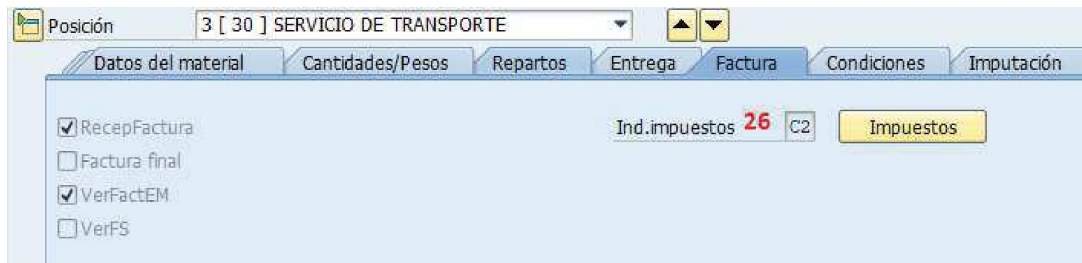 Posición 3 [ 30 ] SERVICIO DE TRANSPORTE
Datos del material Cantidades/Pesos Repartos Entrega Factura Condiciones Imputación
RecepFactura Ind.impuestos 26 C2 Impuestos
Factura final
VerFactEM
VerFS